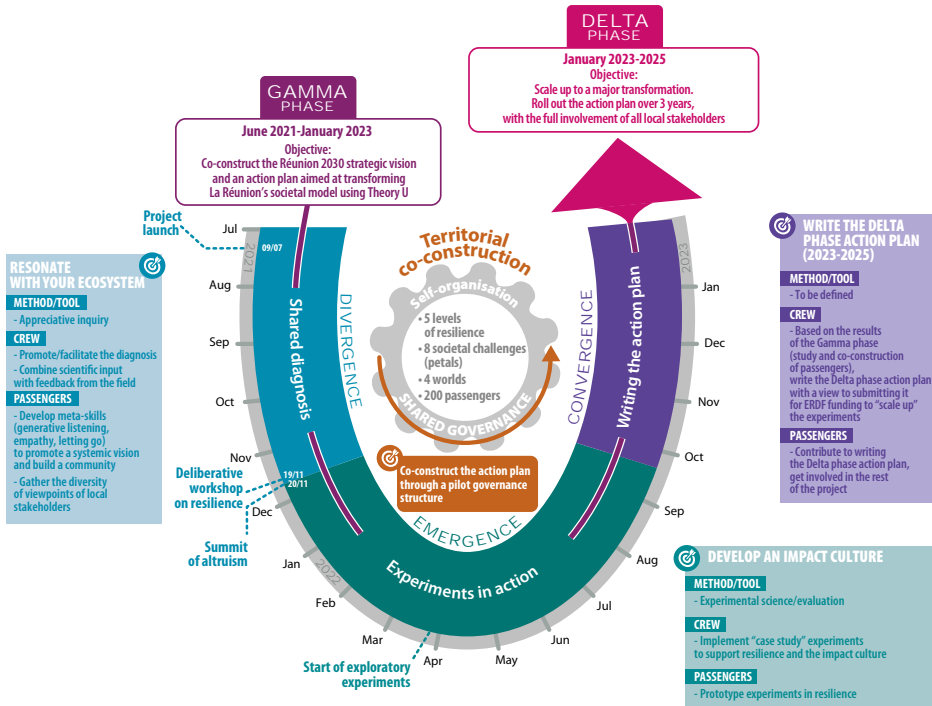 DELTA
PHASE
January 2023-2025
Objective:
Scale up to a major transformation.
Roll out the action plan over 3 years,
with the full involvement of all local stakeholders
GAMMA
PHASE
June 2021-January 2023
Objective:
Co-construct the Réunion 2030 strategic vision
and an action plan aimed at transforming
La Réunion's societal model using Theory U
Project
launch
Jul
09/07
2021
Aug
Sep
Oct
Nov
19/11
20/11
Deliberative
workshop
on resilience
Dec
Summit
of altruism
Jan
2022
Feb
Mar
Apr
Start of exploratory
experiments
May
Jun
Jul
Aug
Sep
Oct
Nov
Dec
Jan
2023
RESONATE
WITH YOUR ECOSYSTEM
METHOD/TOOL
- Appreciative inquiry
CREW
- Promote/facilitate the diagnosis
- Combine scientific input
with feedback from the field
PASSENGERS
- Develop meta-skills
(generative listening,
empathy, letting go)
to promote a systemic vision
and build a community
- Gather the diversity
of viewpoints of local
stakeholders
Shared diagnosis
DIVERGENCE
Territorial
co-construction
Self-organisation
• 5 levels
of resilience
• 8 societal challenges
(petals)
• 4 worlds
• 200 passengers
SHARED GOVERNANCE
Co-construct the action plan
through a pilot governance
structure
EMERGENCE
Experiments in action
CONVERGENCE
Writing the action plan
WRITE THE DELTA
PHASE ACTION PLAN
(2023-2025)
METHOD/TOOL
- To be defined
CREW
- Based on the results
of the Gamma phase
(study and co-construction
of passengers),
write the Delta phase action plan
with a view to submitting it
for ERDF funding to "scale up"
the experiments
PASSENGERS
- Contribute to writing
the Delta phase action plan,
get involved in the rest
of the project
DEVELOP AN IMPACT CULTURE
METHOD/TOOL
- Experimental science/evaluation
CREW
- Implement "case study" experiments
to support resilience and the impact culture
PASSENGERS
- Prototype experiments in resilience